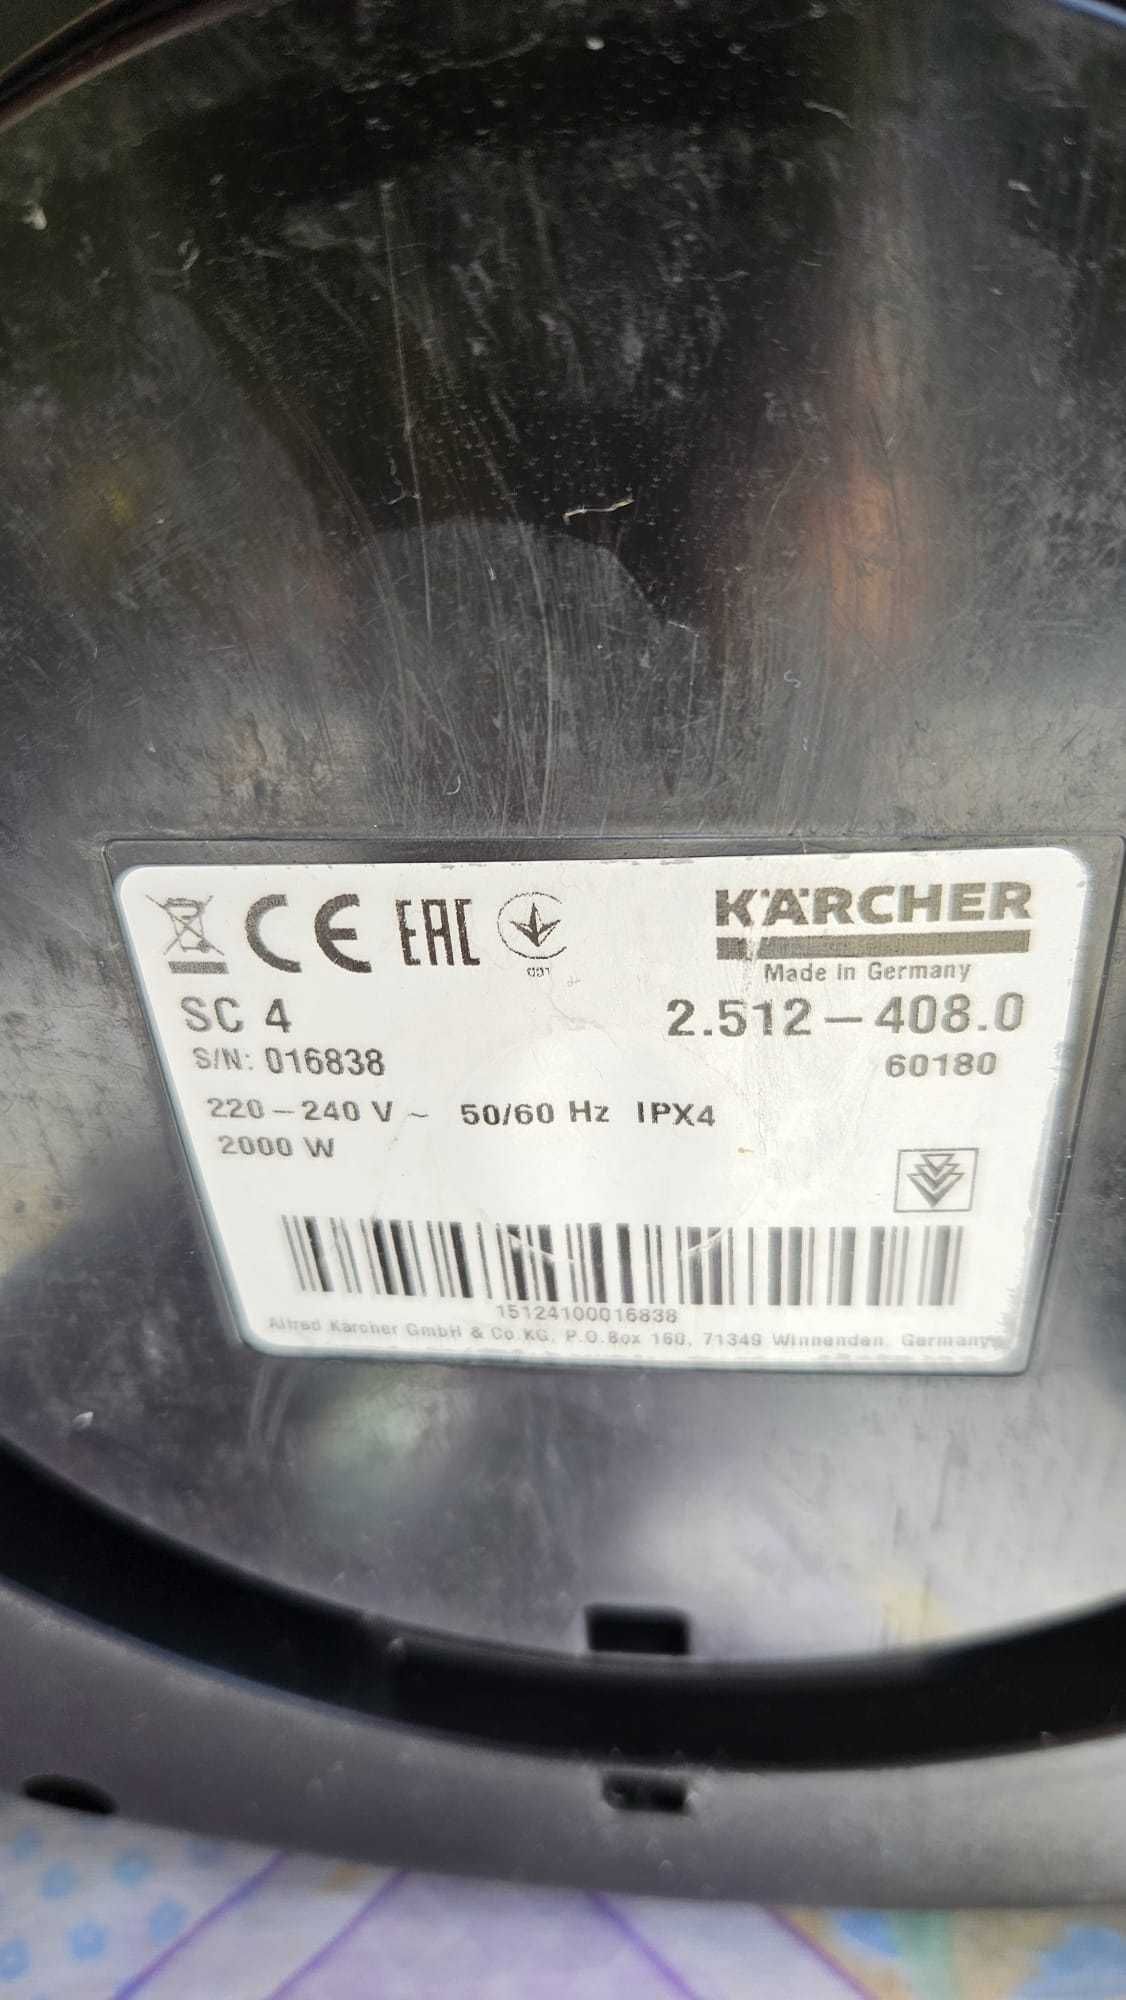 CE EAC
KÄRCHER
001
Made in Germany
SC 4 2.512-408.0
S/N: 016838 60180
220-240 V ~ 50/60 Hz IPX4
2000 W
15124100016838
Alfred Kärcher GmbH & Co.KG. P.O.Box 160, 71349 Winnenden. Germany